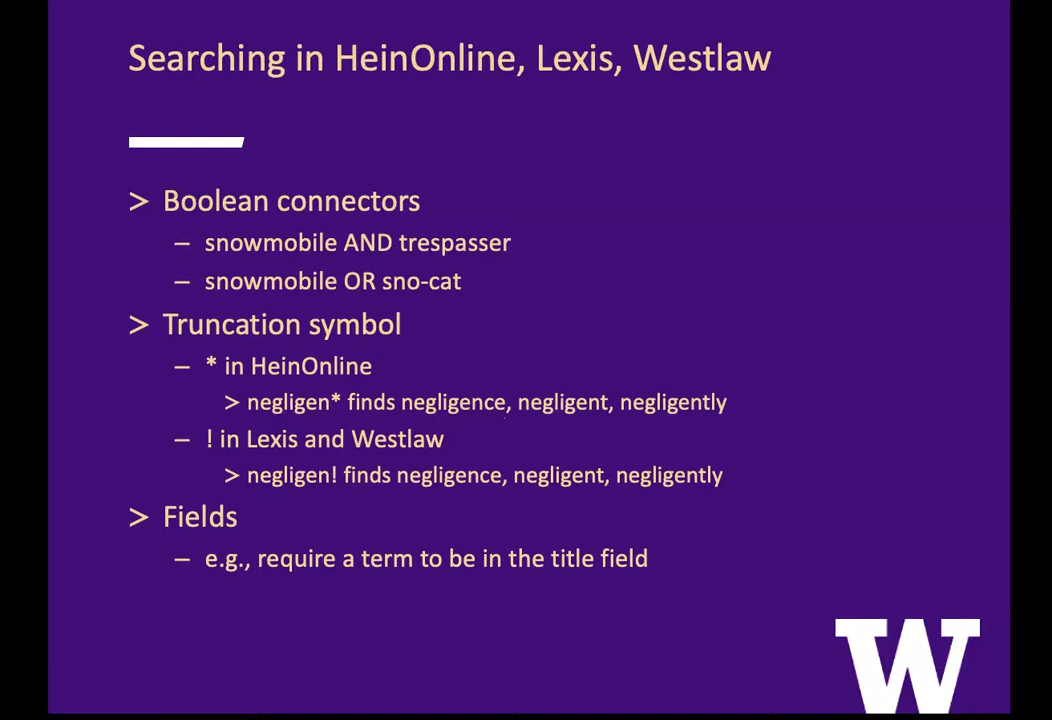 Searching in HeinOnline, Lexis, Westlaw
> Boolean connectors
– snowmobile AND trespasser
– snowmobile OR sno-cat
> Truncation symbol
– * in HeinOnline
> negligen* finds negligence, negligent, negligently
– ! in Lexis and Westlaw
> negligen! finds negligence, negligent, negligently
> Fields
– e.g., require a term to be in the title field
W